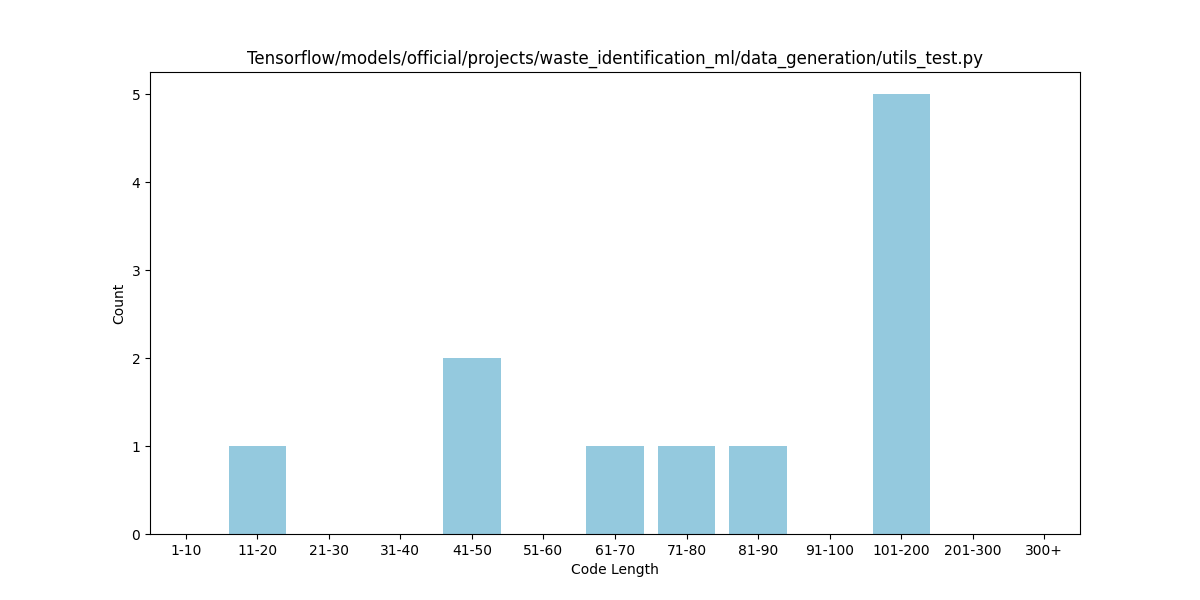 Tensorflow/models/official/projects/waste_identification_ml/data_generation/utils_test.py
5
4
3
2
1
0
Count
1-10 11-20 21-30 31-40 41-50 51-60 61-70 71-80 81-90 91-100 101-200 201-300 300+
Code Length